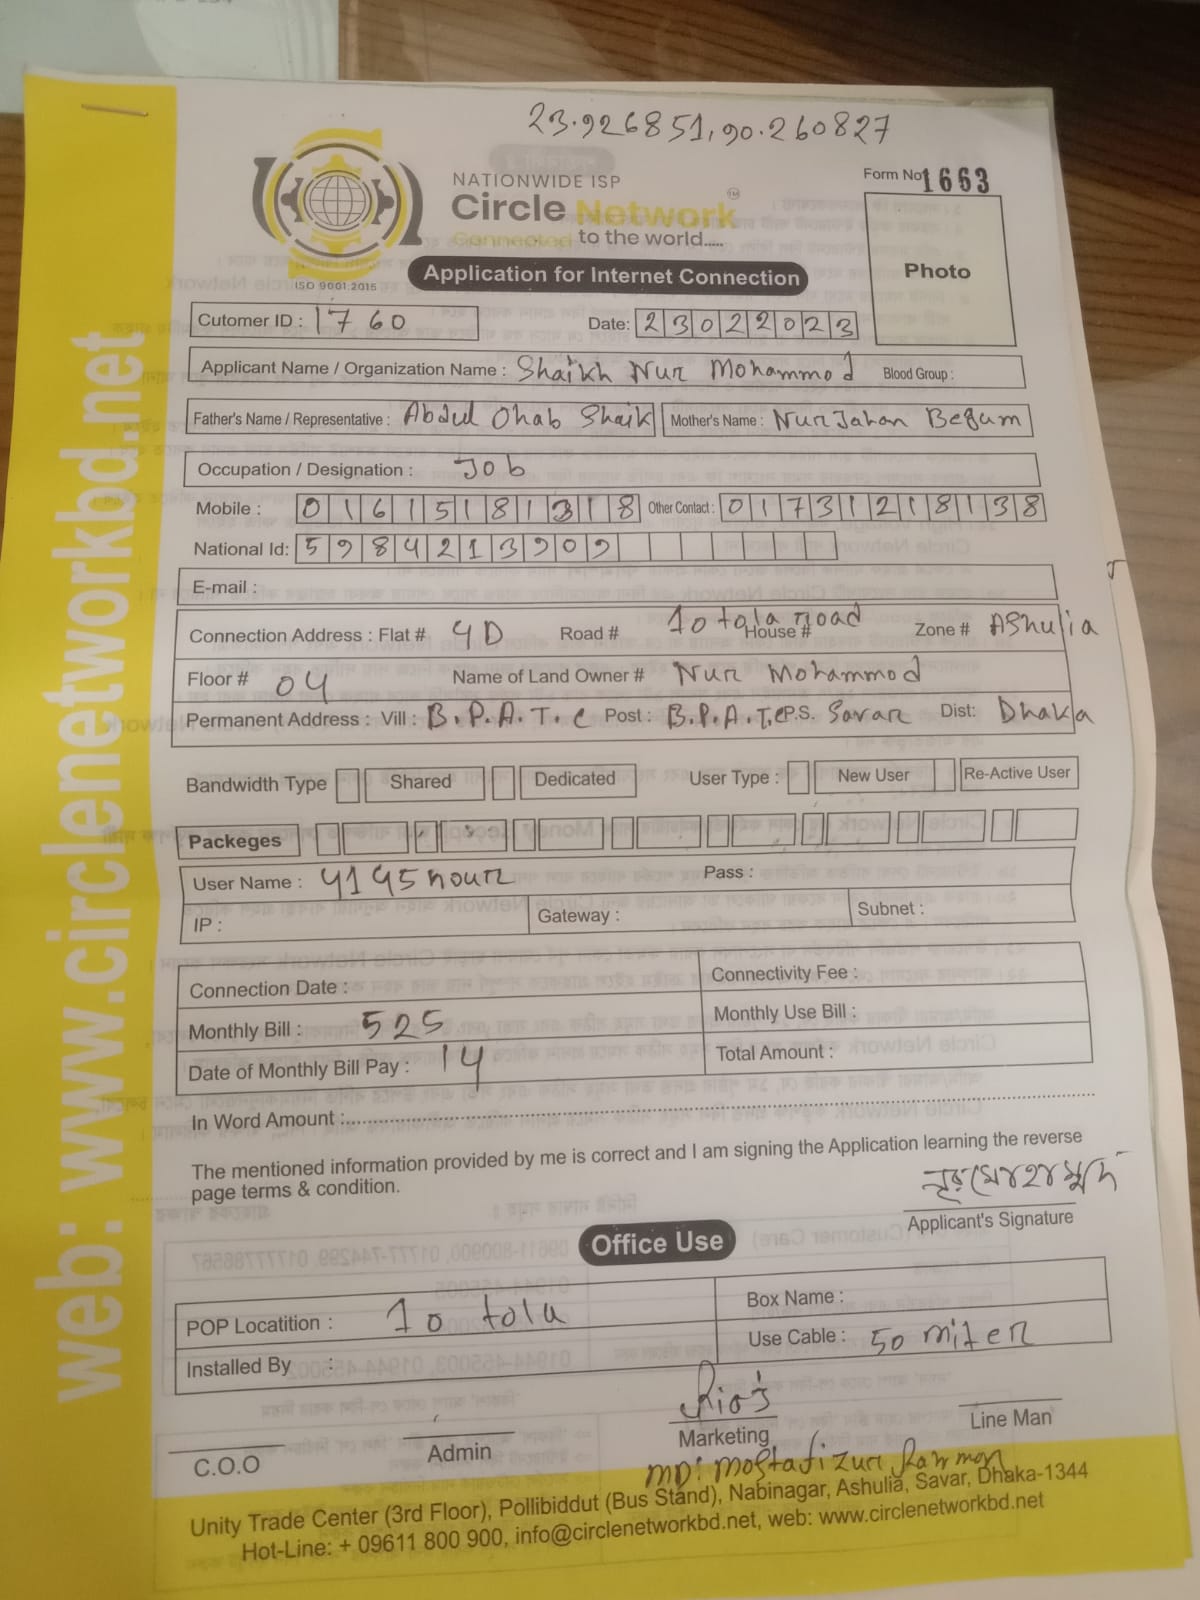 23.926851, 90.260827
Form No 1663
NATIONWIDE ISP
Circle Network™
Connected to the world.....
ISO 9001:2015
Application for Internet Connection
Photo
Cutomer ID : 1760 Date: 23022023
Applicant Name / Organization Name : Shaikh Nur Mohammod Blood Group :
Father's Name / Representative : Abdul Ohab Shaik Mother's Name : NurJahan Begum
Occupation / Designation : Job
Mobile : 01615181318 Other Contact : 01731218138
National Id: 5984213909
E-mail :
Connection Address : Flat # 4D Road # 10 tola road House # Zone # Ashulia
Floor # 04 Name of Land Owner # Nur Mohammod
Permanent Address : Vill : B.P.A.T.C Post : B.P.A.T.C P.S. Savar Dist: Dhaka
Bandwidth Type Shared Dedicated User Type : New User Re-Active User
Packeges
User Name : 4195nour Pass :
IP : Gateway : Subnet :
Connection Date : Connectivity Fee :
Monthly Bill : 525 Monthly Use Bill :
Date of Monthly Bill Pay : 14 Total Amount :
In Word Amount :
The mentioned information provided by me is correct and I am signing the Application learning the reverse
page terms & condition.
নুর মোহাম্মদ
Applicant's Signature
Office Use
POP Locatition : 10 tola Box Name :
Installed By : Use Cable : 50 miter
C.O.O Admin Marketing Line Man
MD: Mostafizur Rahman
Unity Trade Center (3rd Floor), Pollibiddut (Bus Stand), Nabinagar, Ashulia, Savar, Dhaka-1344
Hot-Line: + 09611 800 900, info@circlenetworkbd.net, web: www.circlenetworkbd.net
web: www.circlenetworkbd.net